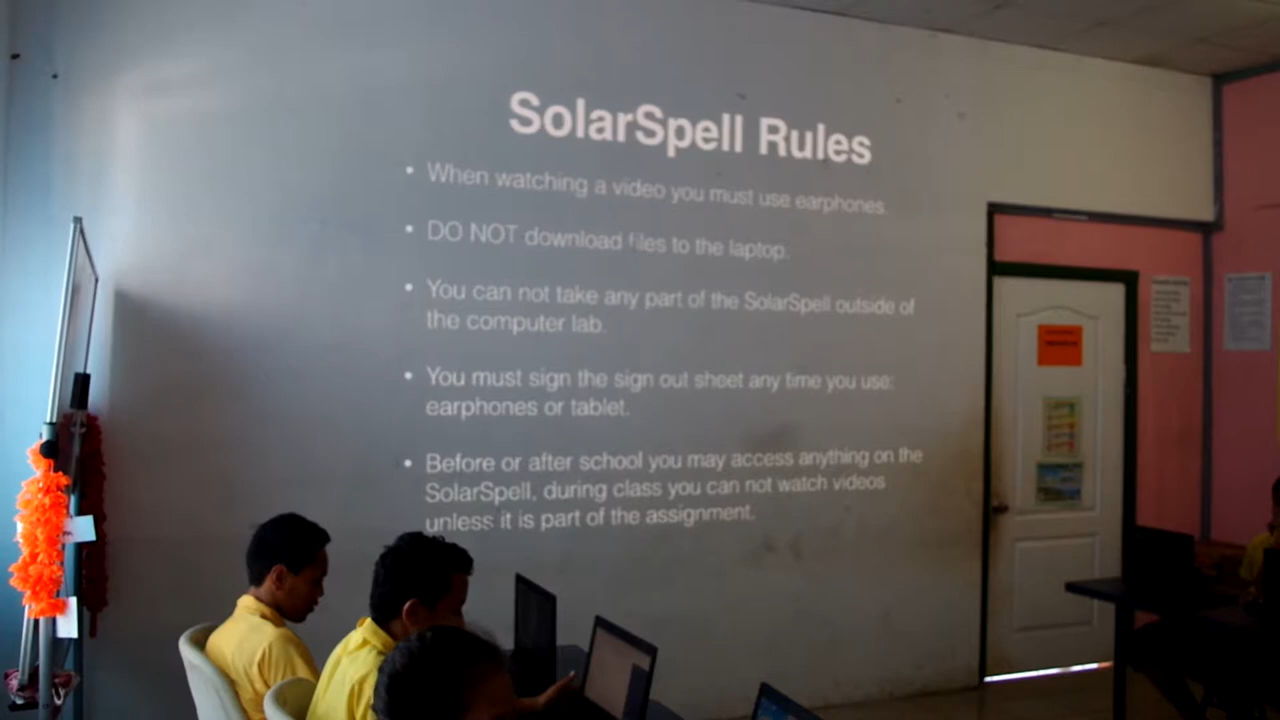 SolarSpell Rules
• When watching a video you must use earphones.
• DO NOT download files to the laptop.
• You can not take any part of the SolarSpell outside of
the computer lab.
• You must sign the sign out sheet any time you use:
earphones or tablet.
• Before or after school you may access anything on the
SolarSpell, during class you can not watch videos
unless it is part of the assignment.